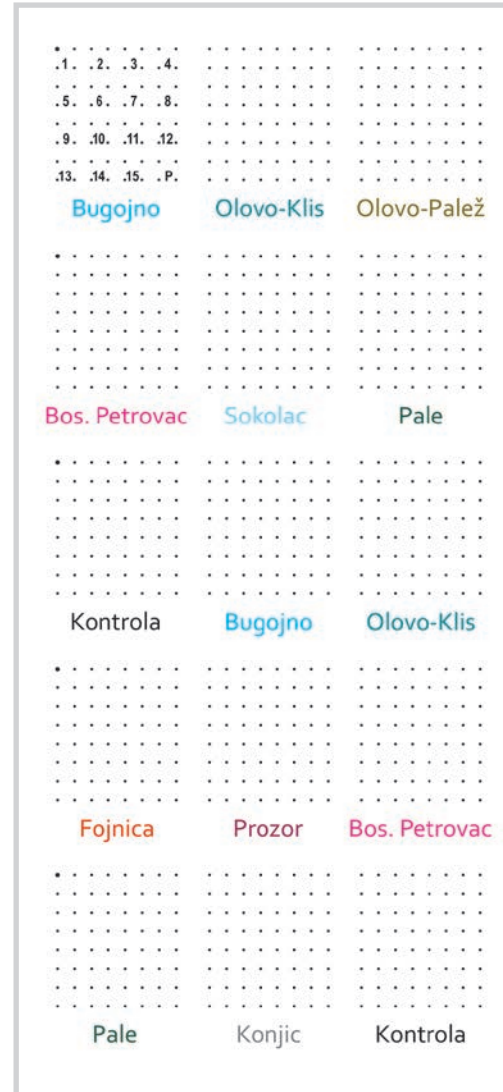 .1. .2. .3. .4.
.5. .6. .7. .8.
.9. .10. .11. .12.
.13. .14. .15. .P.
Bugojno Olovo-Klis Olovo-Palež
Bos. Petrovac Sokolac Pale
Kontrola Bugojno Olovo-Klis
Fojnica Prozor Bos. Petrovac
Pale Konjic Kontrola